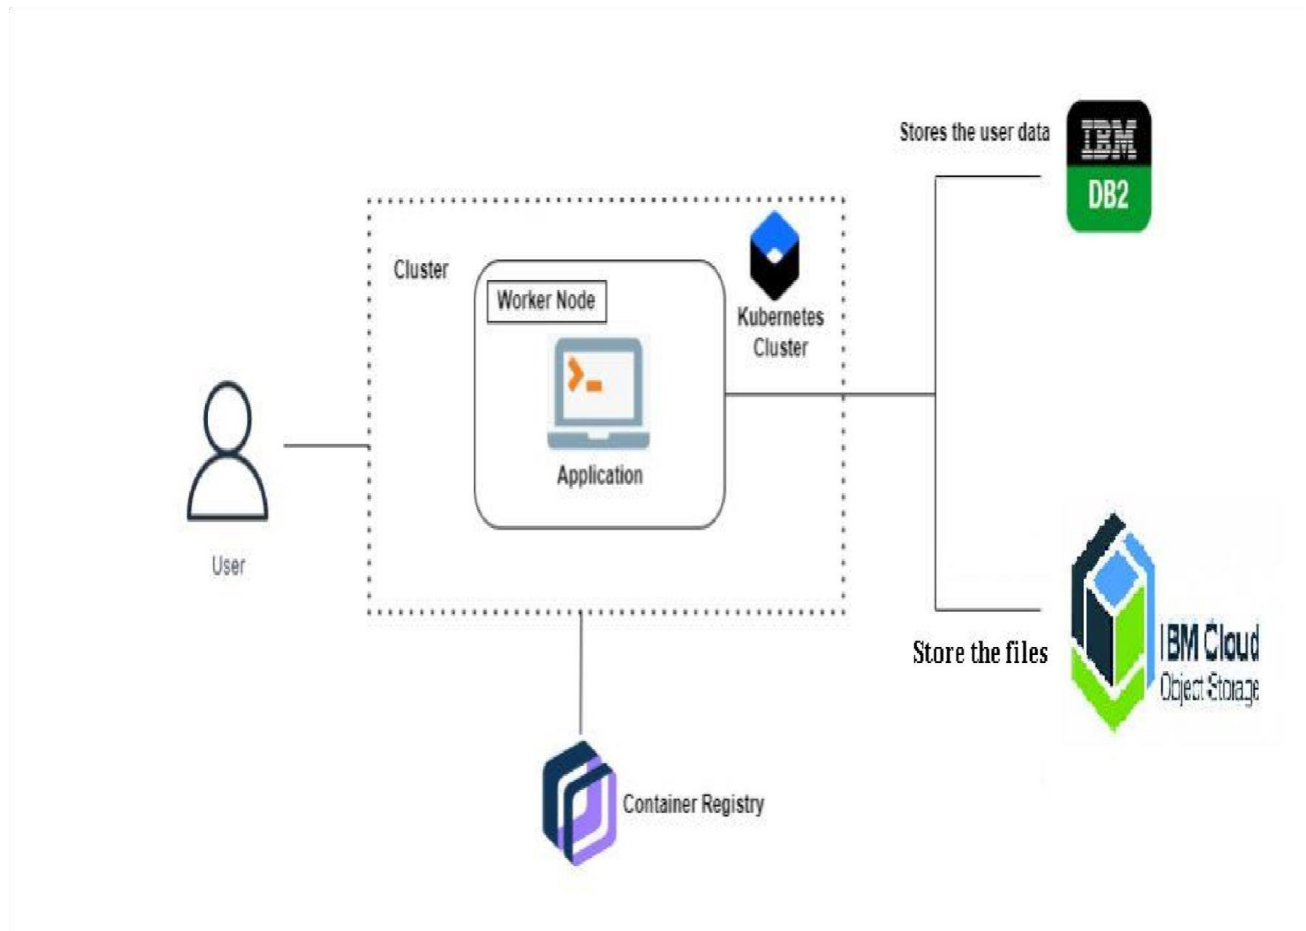 Stores the user data
IBM
DB2
Cluster
Worker Node
Kubernetes
Cluster
Application
User
Store the files
IBM Cloud
Object Storage
Container Registry